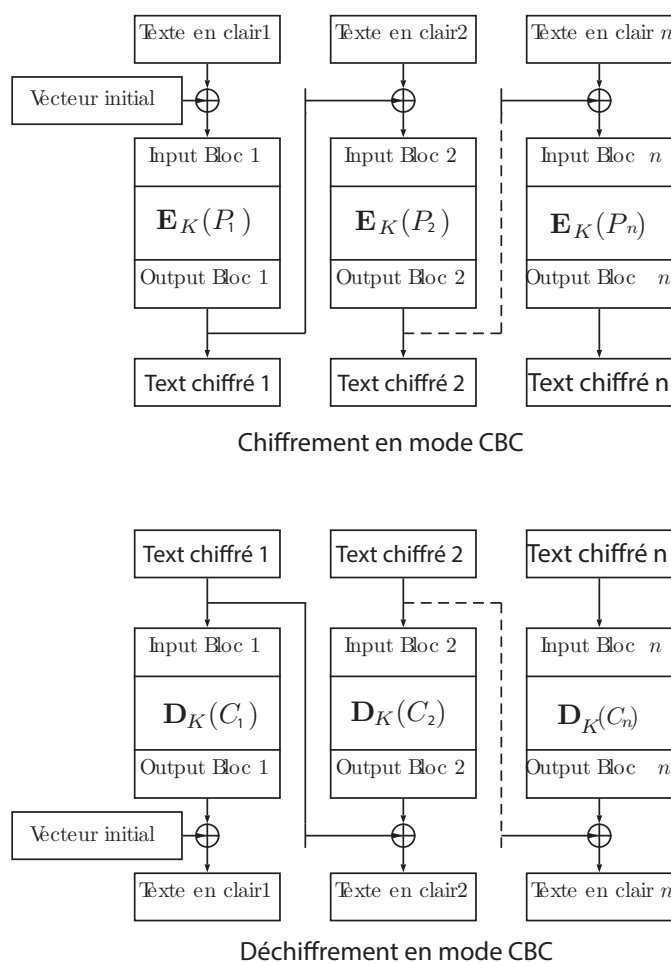 Texte en clair1 Texte en clair2 Texte en clair n
Vecteur initial
Input Bloc 1 Input Bloc 2 Input Bloc n
E_K(P_1) E_K(P_2) E_K(P_n)
Output Bloc 1 Output Bloc 2 Output Bloc n
Text chiffré 1 Text chiffré 2 Text chiffré n
Chiffrement en mode CBC
Text chiffré 1 Text chiffré 2 Text chiffré n
Input Bloc 1 Input Bloc 2 Input Bloc n
D_K(C_1) D_K(C_2) D_K(C_n)
Output Bloc 1 Output Bloc 2 Output Bloc n
Vecteur initial
Texte en clair1 Texte en clair2 Texte en clair n
Déchiffrement en mode CBC